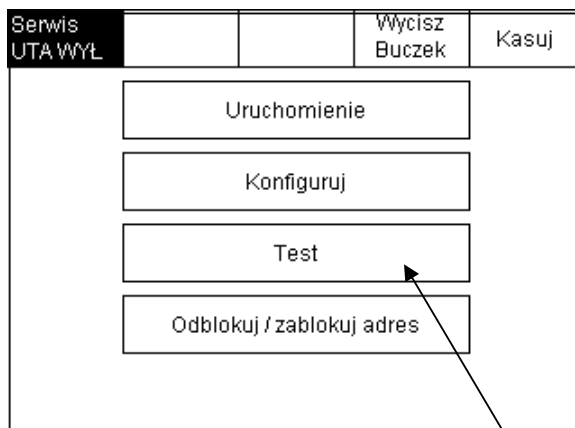 Serwis
UTA WYŁ
Wycisz
Buczek
Kasuj
Uruchomienie
Konfiguruj
Test
Odblokuj / zablokuj adres